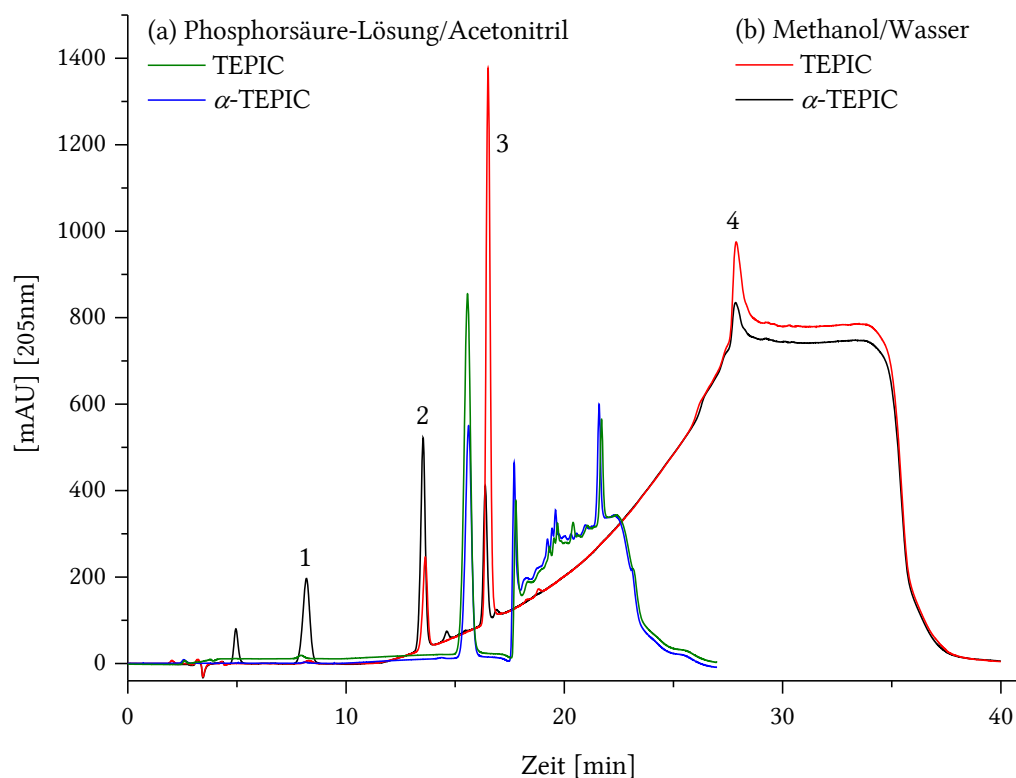 (a) Phosphorsäure-Lösung/Acetonitril
TEPIC
α-TEPIC
(b) Methanol/Wasser
TEPIC
α-TEPIC
1400
1200
1000
800
600
400
200
0
[mAU] [205nm]
1
2
3
4
0
10
20
30
40
Zeit [min]